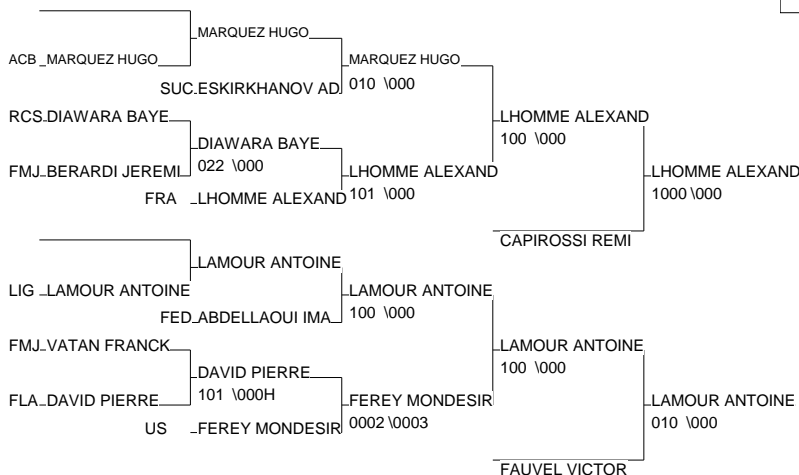 MARQUEZ HUGO
ACB MARQUEZ HUGO
MARQUEZ HUGO
SUC ESKIRKHANOV AD
010 \000
RCS DIAWARA BAYE
LHOMME ALEXAND
100 \000
DIAWARA BAYE
022 \000
FMJ BERARDI JEREMI
LHOMME ALEXAND
101 \000
LHOMME ALEXAND
1000 \000
FRA LHOMME ALEXAND
CAPIROSSI REMI
LAMOUR ANTOINE
LIG LAMOUR ANTOINE
LAMOUR ANTOINE
100 \000
FED ABDELLAOUI IMA
FMJ VATAN FRANCK
LAMOUR ANTOINE
100 \000
DAVID PIERRE
101 \000H
FLA DAVID PIERRE
FEREY MONDESIR
0002 \0003
LAMOUR ANTOINE
010 \000
US FEREY MONDESIR
FAUVEL VICTOR